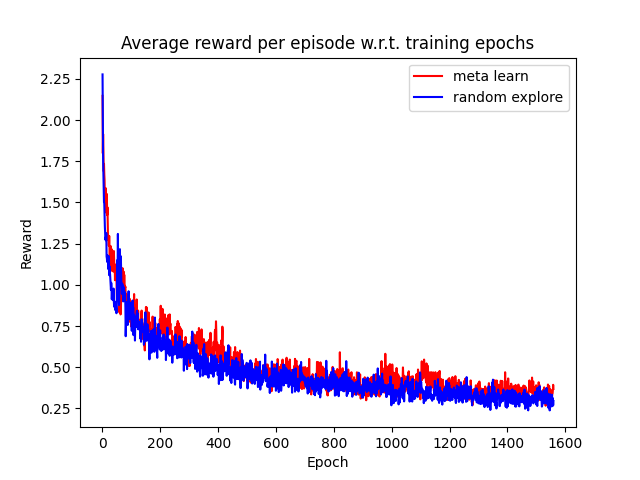 Average reward per episode w.r.t. training epochs
meta learn
random explore
Reward
2.25
2.00
1.75
1.50
1.25
1.00
0.75
0.50
0.25
0 200 400 600 800 1000 1200 1400 1600
Epoch